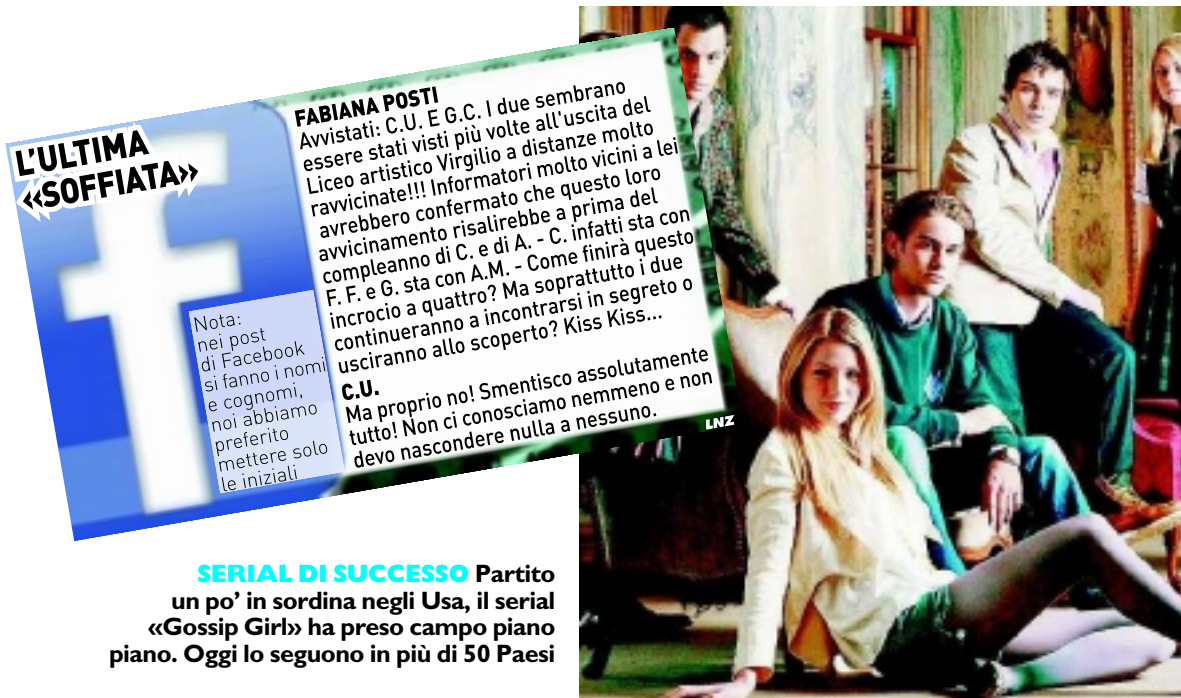 L'ULTIMA
«SOFFIATA»
Nota:
nei post
di Facebook
si fanno i nomi
e cognomi,
noi abbiamo
preferito
mettere solo
le iniziali
FABIANA POSTI
Avvistati: C.U. E G.C. I due sembrano
essere stati visti più volte all'uscita del
Liceo artistico Virgilio a distanze molto
ravvicinate!!! Informatori molto vicini a lei
avrebbero confermato che questo loro
avvicinamento risalirebbe a prima del
compleanno di C. e di A. - C. infatti sta con
F. F. e G. sta con A.M. - Come finirà questo
incrocio a quattro? Ma soprattutto i due
continueranno a incontrarsi in segreto o
usciranno allo scoperto? Kiss Kiss...
C.U.
Ma proprio no! Smentisco assolutamente
tutto! Non ci conosciamo nemmeno e non
devo nascondere nulla a nessuno.
LNZ
SERIAL DI SUCCESSO Partito
un po' in sordina negli Usa, il serial
«Gossip Girl» ha preso campo piano
piano. Oggi lo seguono in più di 50 Paesi